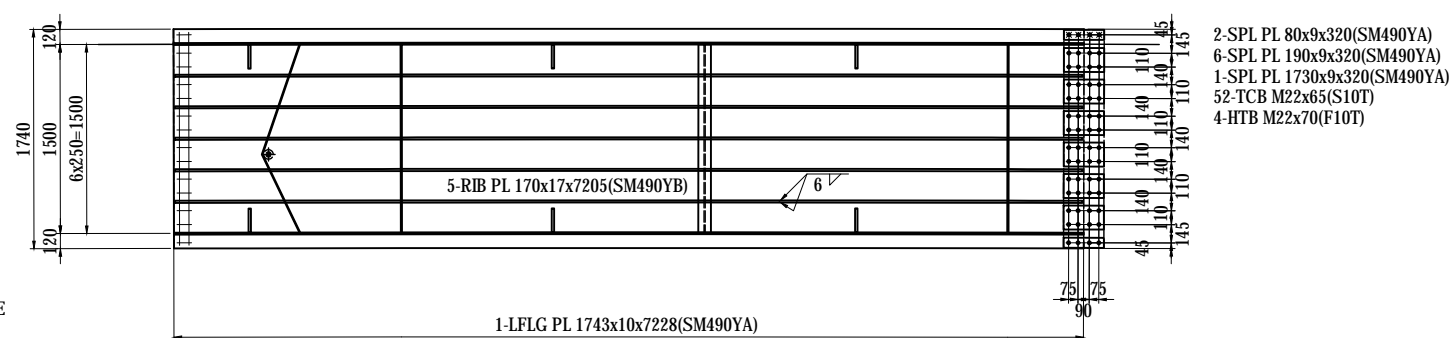 120
45
2-SPL PL 80x9x320(SM490YA)
145
6-SPL PL 190x9x320(SM490YA)
110
140
1-SPL PL 1730x9x320(SM490YA)
110
52-TCB M22x65(S10T)
140
4-HTB M22x70(F10T)
110
140
1740
1500
6x250=1500
110
140
5-RIB PL 170x17x7205(SM490YB)
6
110
140
110
145
120
45
75
75
90
E
1-LFLG PL 1743x10x7228(SM490YA)